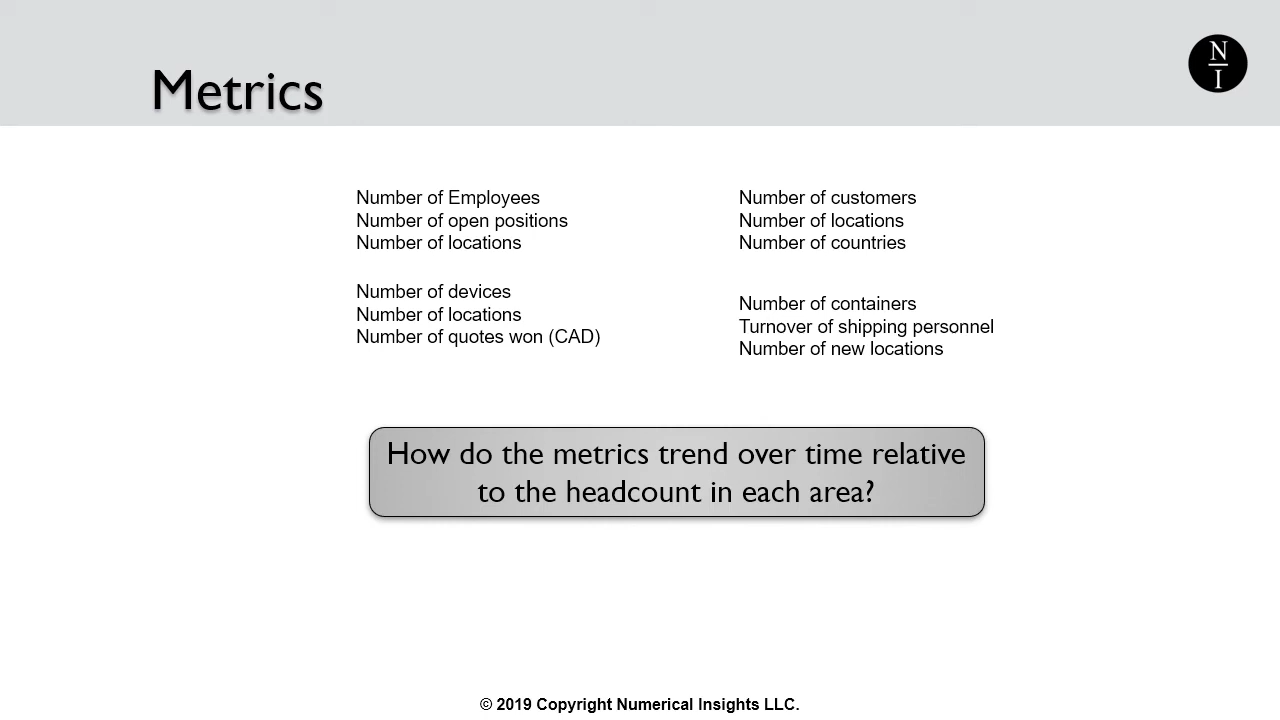 Metrics
N
I
Number of Employees
Number of open positions
Number of locations
Number of customers
Number of locations
Number of countries
Number of devices
Number of locations
Number of quotes won (CAD)
Number of containers
Turnover of shipping personnel
Number of new locations
How do the metrics trend over time relative
to the headcount in each area?
© 2019 Copyright Numerical Insights LLC.